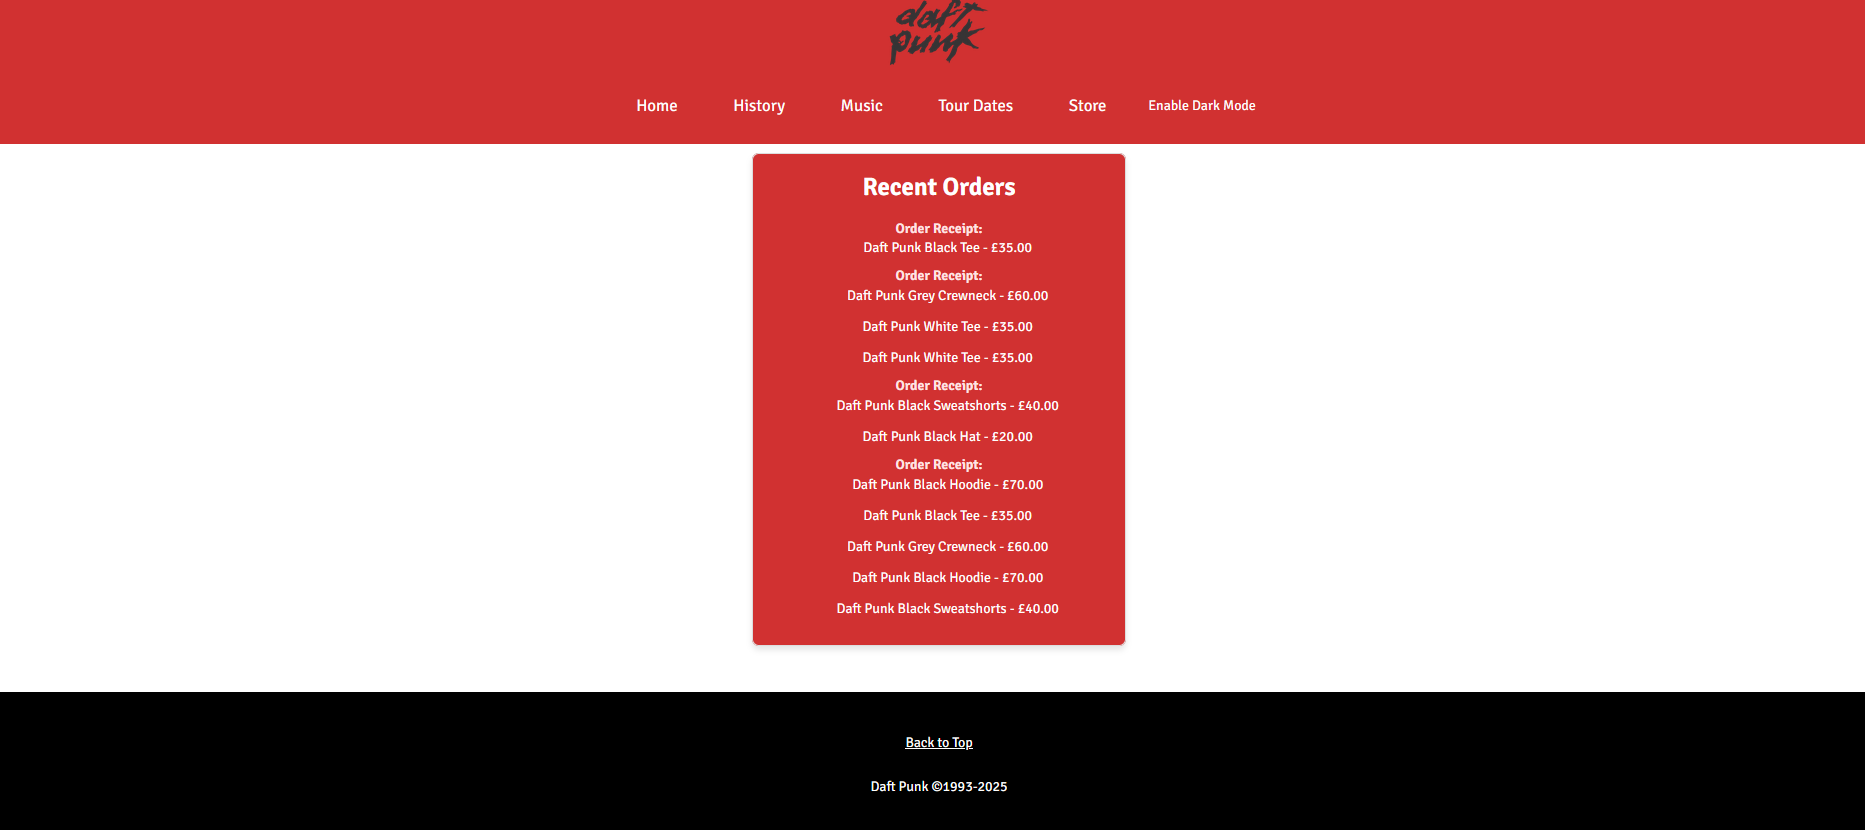 daft
punk
Home History Music Tour Dates Store Enable Dark Mode
Recent Orders
Order Receipt:
Daft Punk Black Tee - £35.00
Order Receipt:
Daft Punk Grey Crewneck - £60.00
Daft Punk White Tee - £35.00
Daft Punk White Tee - £35.00
Order Receipt:
Daft Punk Black Sweatshorts - £40.00
Daft Punk Black Hat - £20.00
Order Receipt:
Daft Punk Black Hoodie - £70.00
Daft Punk Black Tee - £35.00
Daft Punk Grey Crewneck - £60.00
Daft Punk Black Hoodie - £70.00
Daft Punk Black Sweatshorts - £40.00
Back to Top
Daft Punk ©1993-2025